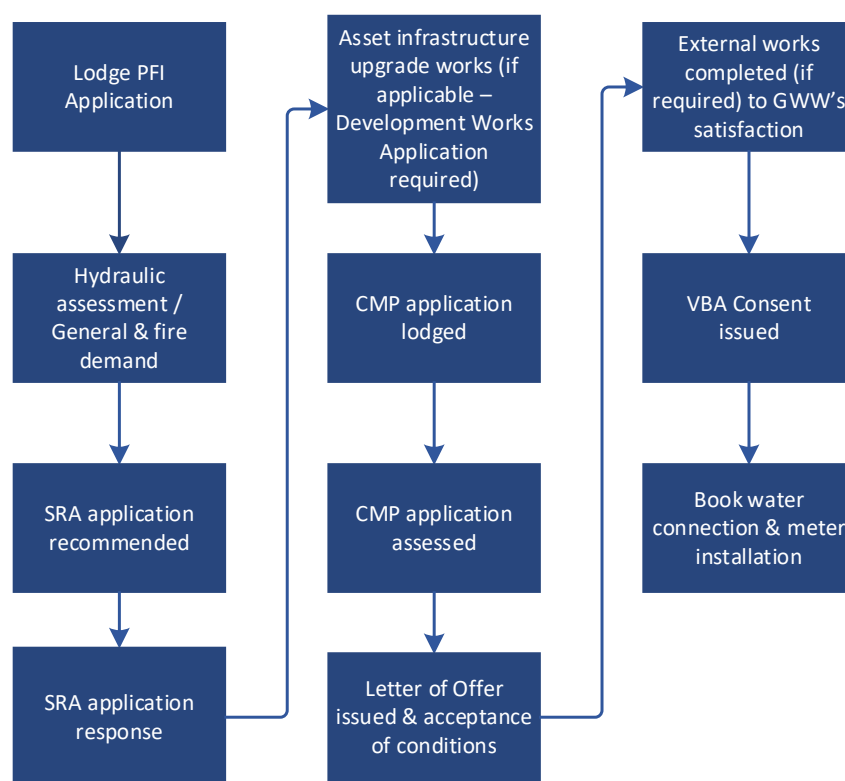 Lodge PFI
Application
Hydraulic
assessment /
General & fire
demand
SRA application
recommended
SRA application
response
Asset infrastructure
upgrade works (if
applicable –
Development Works
Application
required)
CMP application
lodged
CMP application
assessed
Letter of Offer
issued & acceptance
of conditions
External works
completed (if
required) to GWW’s
satisfaction
VBA Consent
issued
Book water
connection & meter
installation